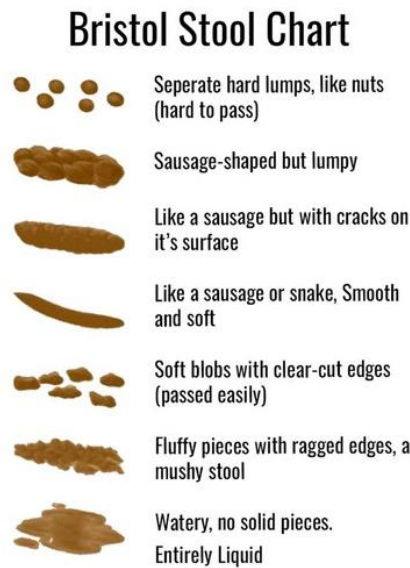 Bristol Stool Chart
Seperate hard lumps, like nuts
(hard to pass)
Sausage-shaped but lumpy
Like a sausage but with cracks on
it's surface
Like a sausage or snake, Smooth
and soft
Soft blobs with clear-cut edges
(passed easily)
Fluffy pieces with ragged edges, a
mushy stool
Watery, no solid pieces.
Entirely Liquid